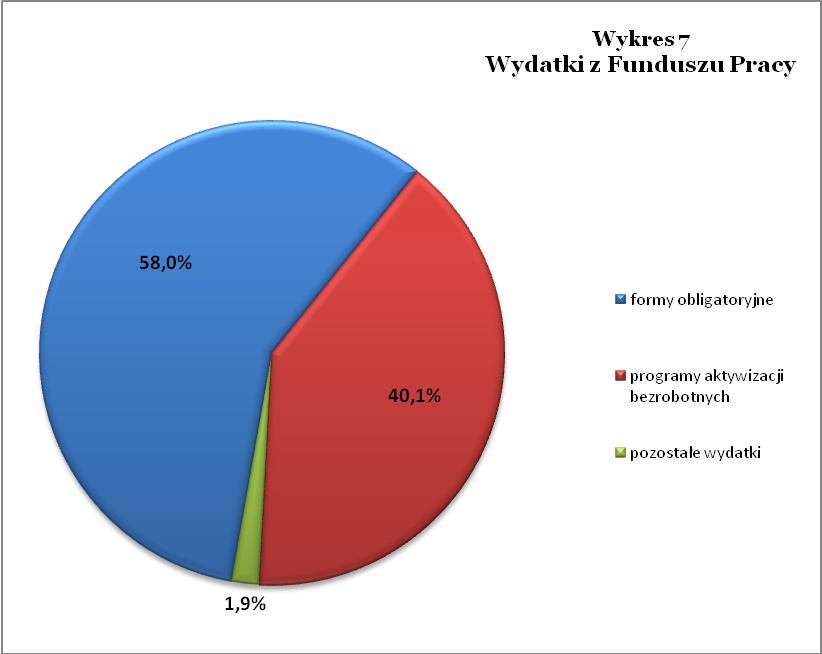 Wykres 7
Wydatki z Funduszu Pracy
58,0%
40,1%
1,9%
formy obligatoryjne
programy aktywizacji
bezrobotnych
pozostałe wydatki